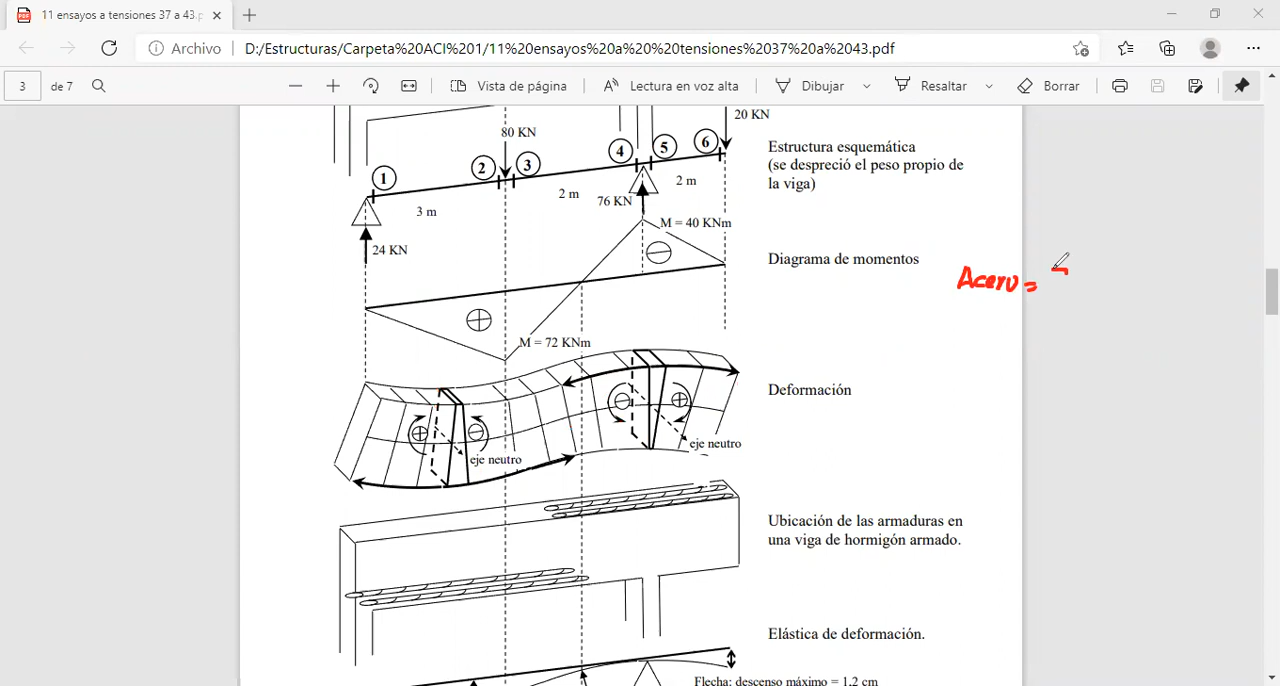 11 ensayos a tensiones 37 a 43.p
Archivo D:/Estructuras/Carpeta%20ACI%201/11%20ensayos%20a%20%20tensiones%2037%20a%2043.pdf
3 de 7 Vista de página Lectura en voz alta Dibujar Resaltar Borrar
20 KN
80 KN
1 2 3 4 5 6
3 m
2 m
2 m
76 KN
24 KN
Estructura esquemática
(se despreció el peso propio de
la viga)
M = 40 KNm
M = 72 KNm
Diagrama de momentos
Acero =
Deformación
eje neutro
eje neutro
Ubicación de las armaduras en
una viga de hormigón armado.
Elástica de deformación.
Flecha: descenso máximo = 1,2 cm